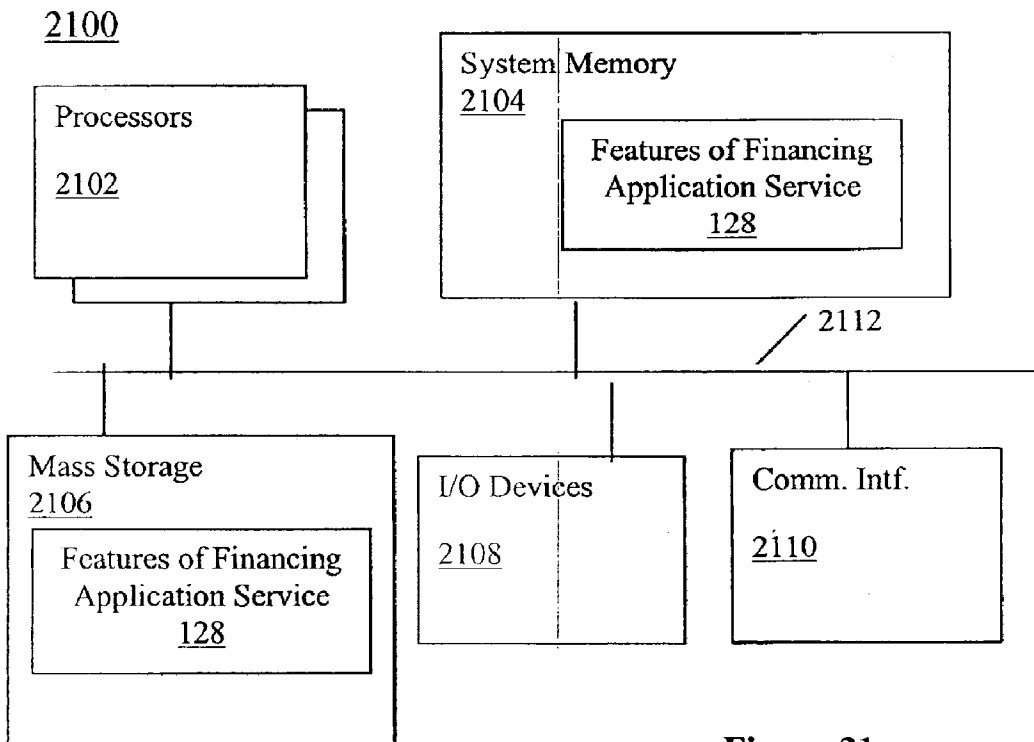 2100
Processors
2102
System Memory
2104
Features of Financing
Application Service
128
2112
Mass Storage
2106
Features of Financing
Application Service
128
I/O Devices
2108
Comm. Intf.
2110